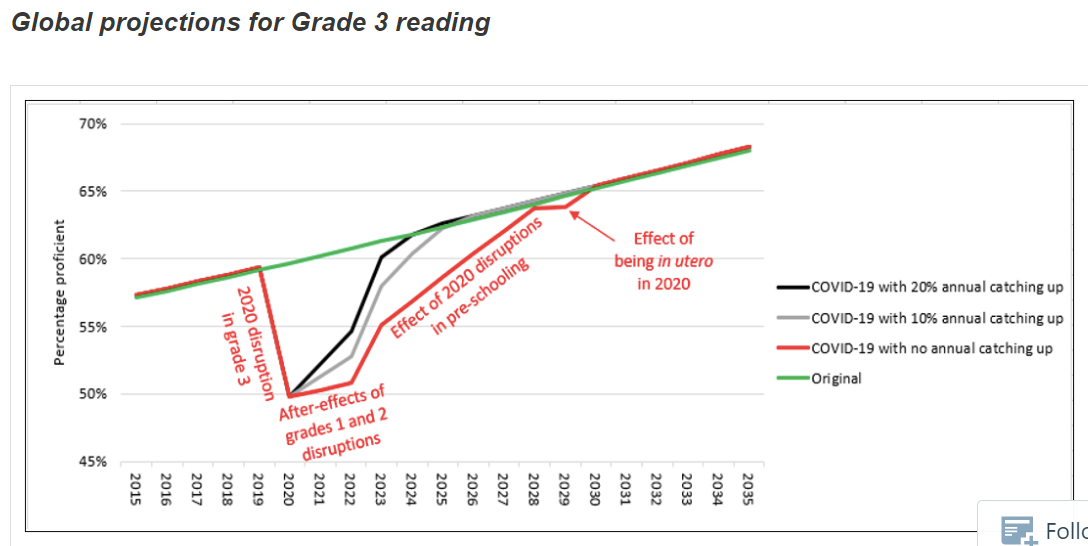 Global projections for Grade 3 reading
70%
65%
60%
55%
50%
45%
Percentage proficient
2020 disruption
in grade 3
After-effects of
grades 1 and 2
disruptions
Effect of 2020 disruptions
in pre-schooling
Effect of
being in utero
in 2020
COVID-19 with 20% annual catching up
COVID-19 with 10% annual catching up
COVID-19 with no annual catching up
Original
2015
2016
2017
2018
2019
2020
2021
2022
2023
2024
2025
2026
2027
2028
2029
2030
2031
2032
2033
2034
2035
Follo